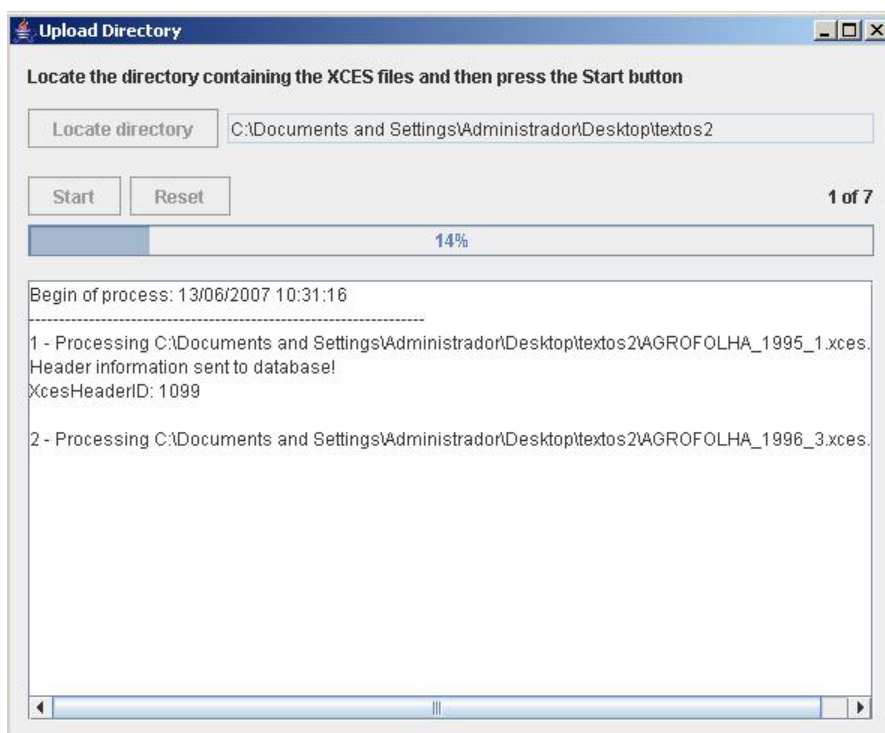 Upload Directory
Locate the directory containing the XCES files and then press the Start button
Locate directory C:\Documents and Settings\Administrador\Desktop\textos2
Start Reset 1 of 7
14%
Begin of process: 13/06/2007 10:31:16
------------------------------------------------------------------
1 - Processing C:\Documents and Settings\Administrador\Desktop\textos2\AGROFOLHA_1995_1.xces.
Header information sent to database!
XcesHeaderID: 1099
2 - Processing C:\Documents and Settings\Administrador\Desktop\textos2\AGROFOLHA_1996_3.xces.